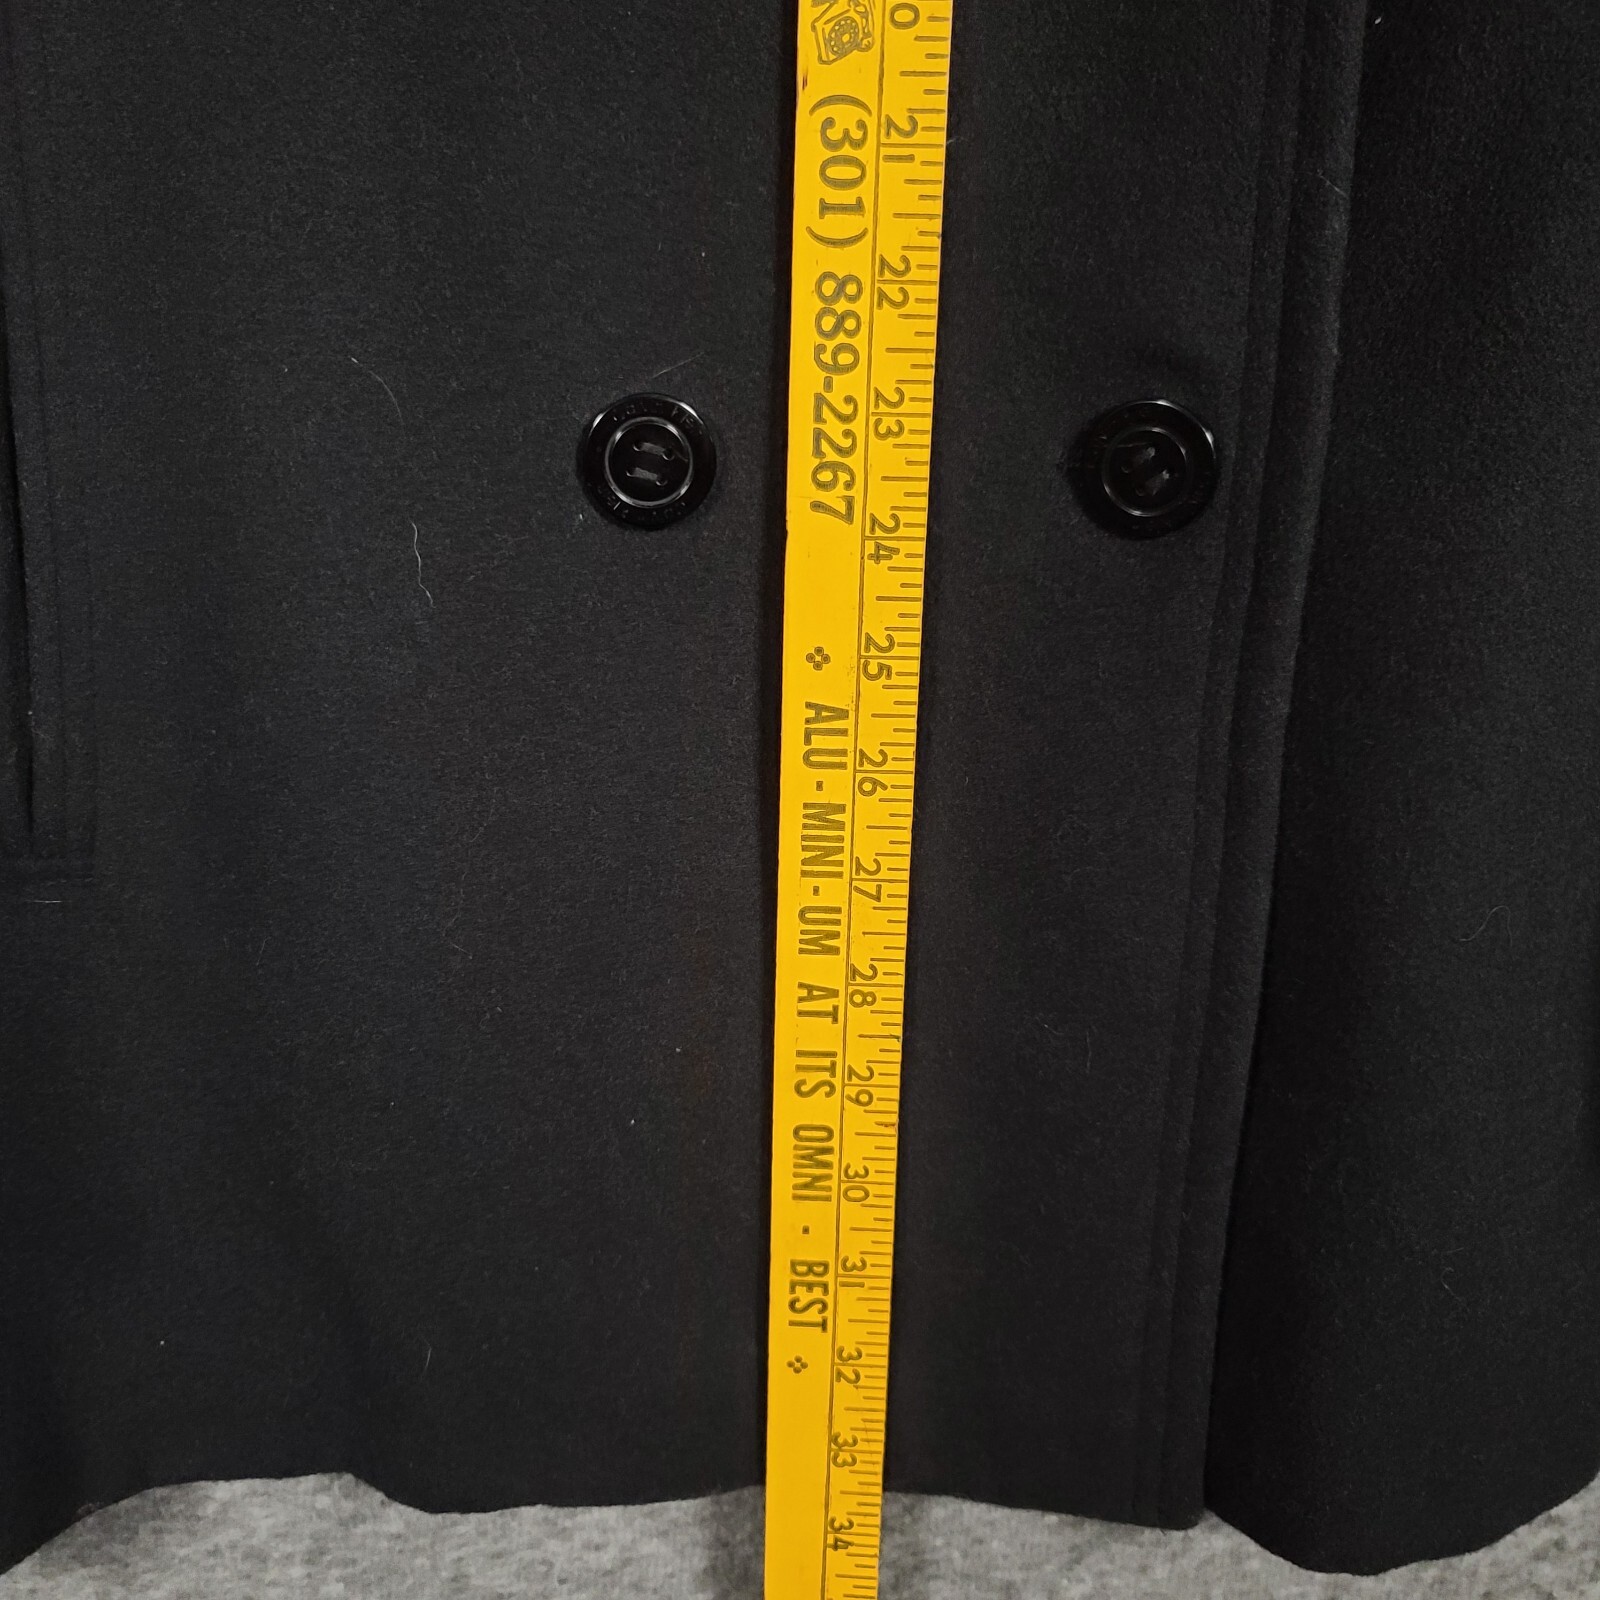 (301) 889-2267 ❖ ALU-MINI-UM AT ITS OMNI - BEST ❖
0 21 22 23 24 25 26 27 28 29 30 31 32 33 34